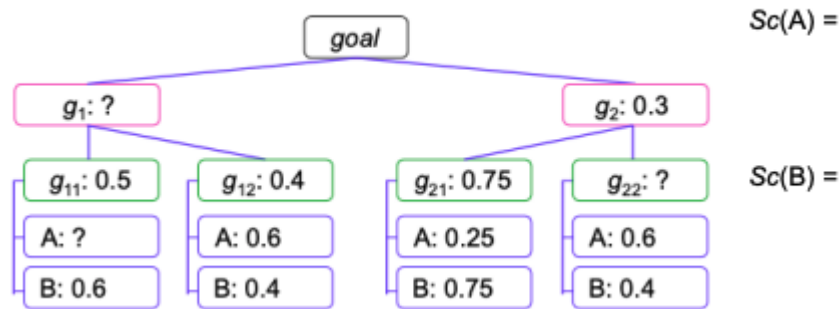 Sc(A) =
goal
g₁: ? g₂: 0.3
g₁₁: 0.5 g₁₂: 0.4 g₂₁: 0.75 g₂₂: ? Sc(B) =
A: ? A: 0.6 A: 0.25 A: 0.6
B: 0.6 B: 0.4 B: 0.75 B: 0.4